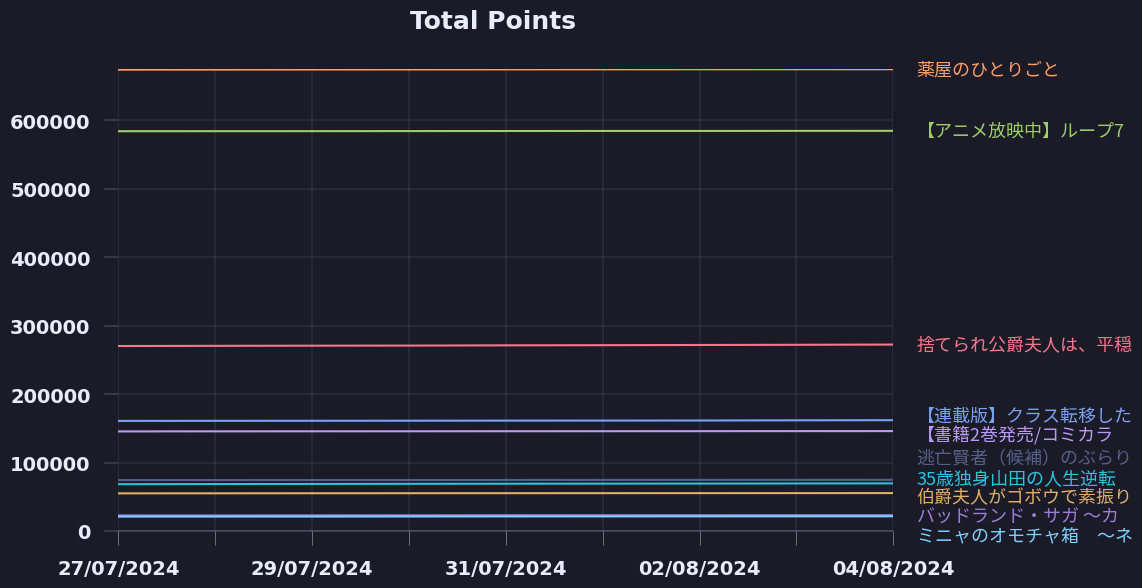 Total Points
薬屋のひとりごと
600000
【アニメ放映中】ループ7
500000
400000
300000
捨てられ公爵夫人は、平穏
200000
【連載版】クラス転移した
【書籍2巻発売/コミカラ
100000
逃亡賢者（候補）のぶらり
35歳独身山田の人生逆転
伯爵夫人がゴボウで素振り
バッドランド・サガ ～カ
0
ミニャのオモチャ箱　～ネ
27/07/2024
29/07/2024
31/07/2024
02/08/2024
04/08/2024